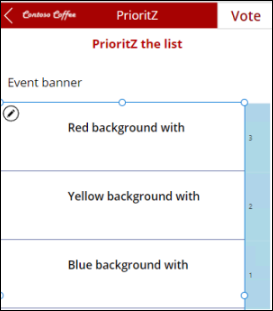 Contoso Coffee PrioritZ Vote
PrioritZ the list
Event banner
Red background with
3
Yellow background with
2
Blue background with
1